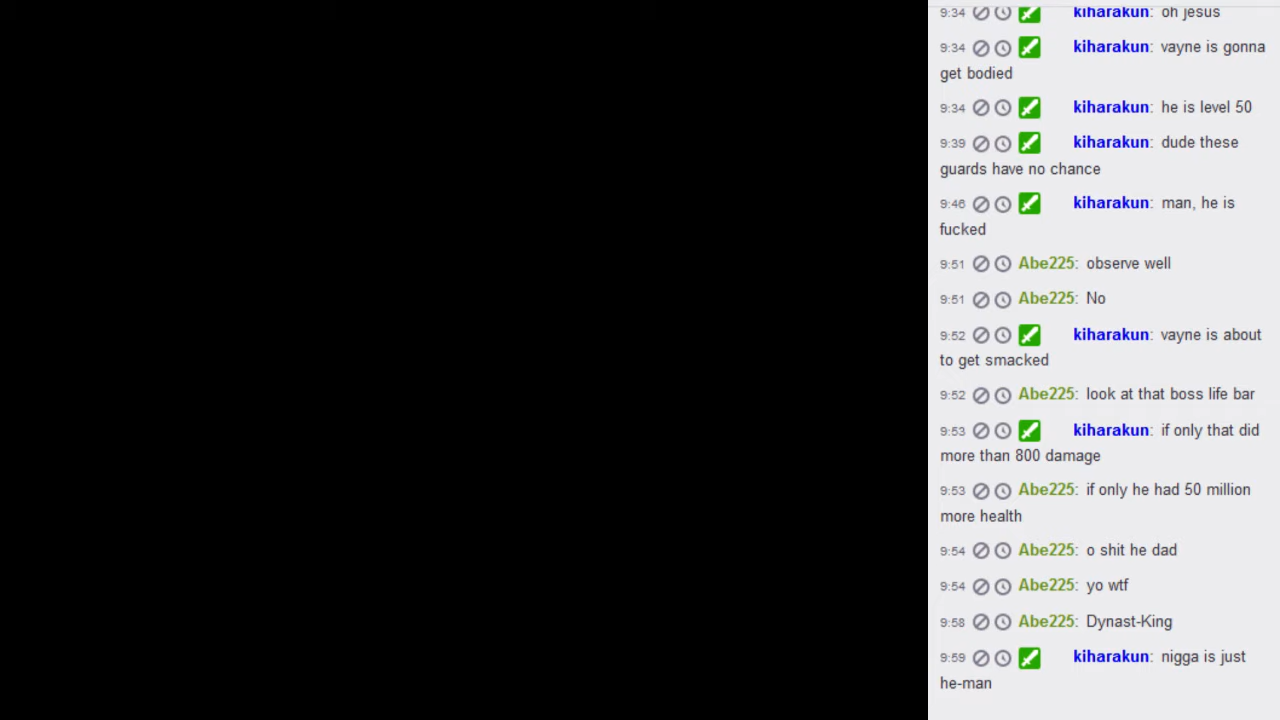 9:34 kiharakun: oh jesus
9:34 kiharakun: vayne is gonna
get bodied
9:34 kiharakun: he is level 50
9:39 kiharakun: dude these
guards have no chance
9:46 kiharakun: man, he is
fucked
9:51 Abe225: observe well
9:51 Abe225: No
9:52 kiharakun: vayne is about
to get smacked
9:52 Abe225: look at that boss life bar
9:53 kiharakun: if only that did
more than 800 damage
9:53 Abe225: if only he had 50 million
more health
9:54 Abe225: o shit he dad
9:54 Abe225: yo wtf
9:58 Abe225: Dynast-King
9:59 kiharakun: nigga is just
he-man